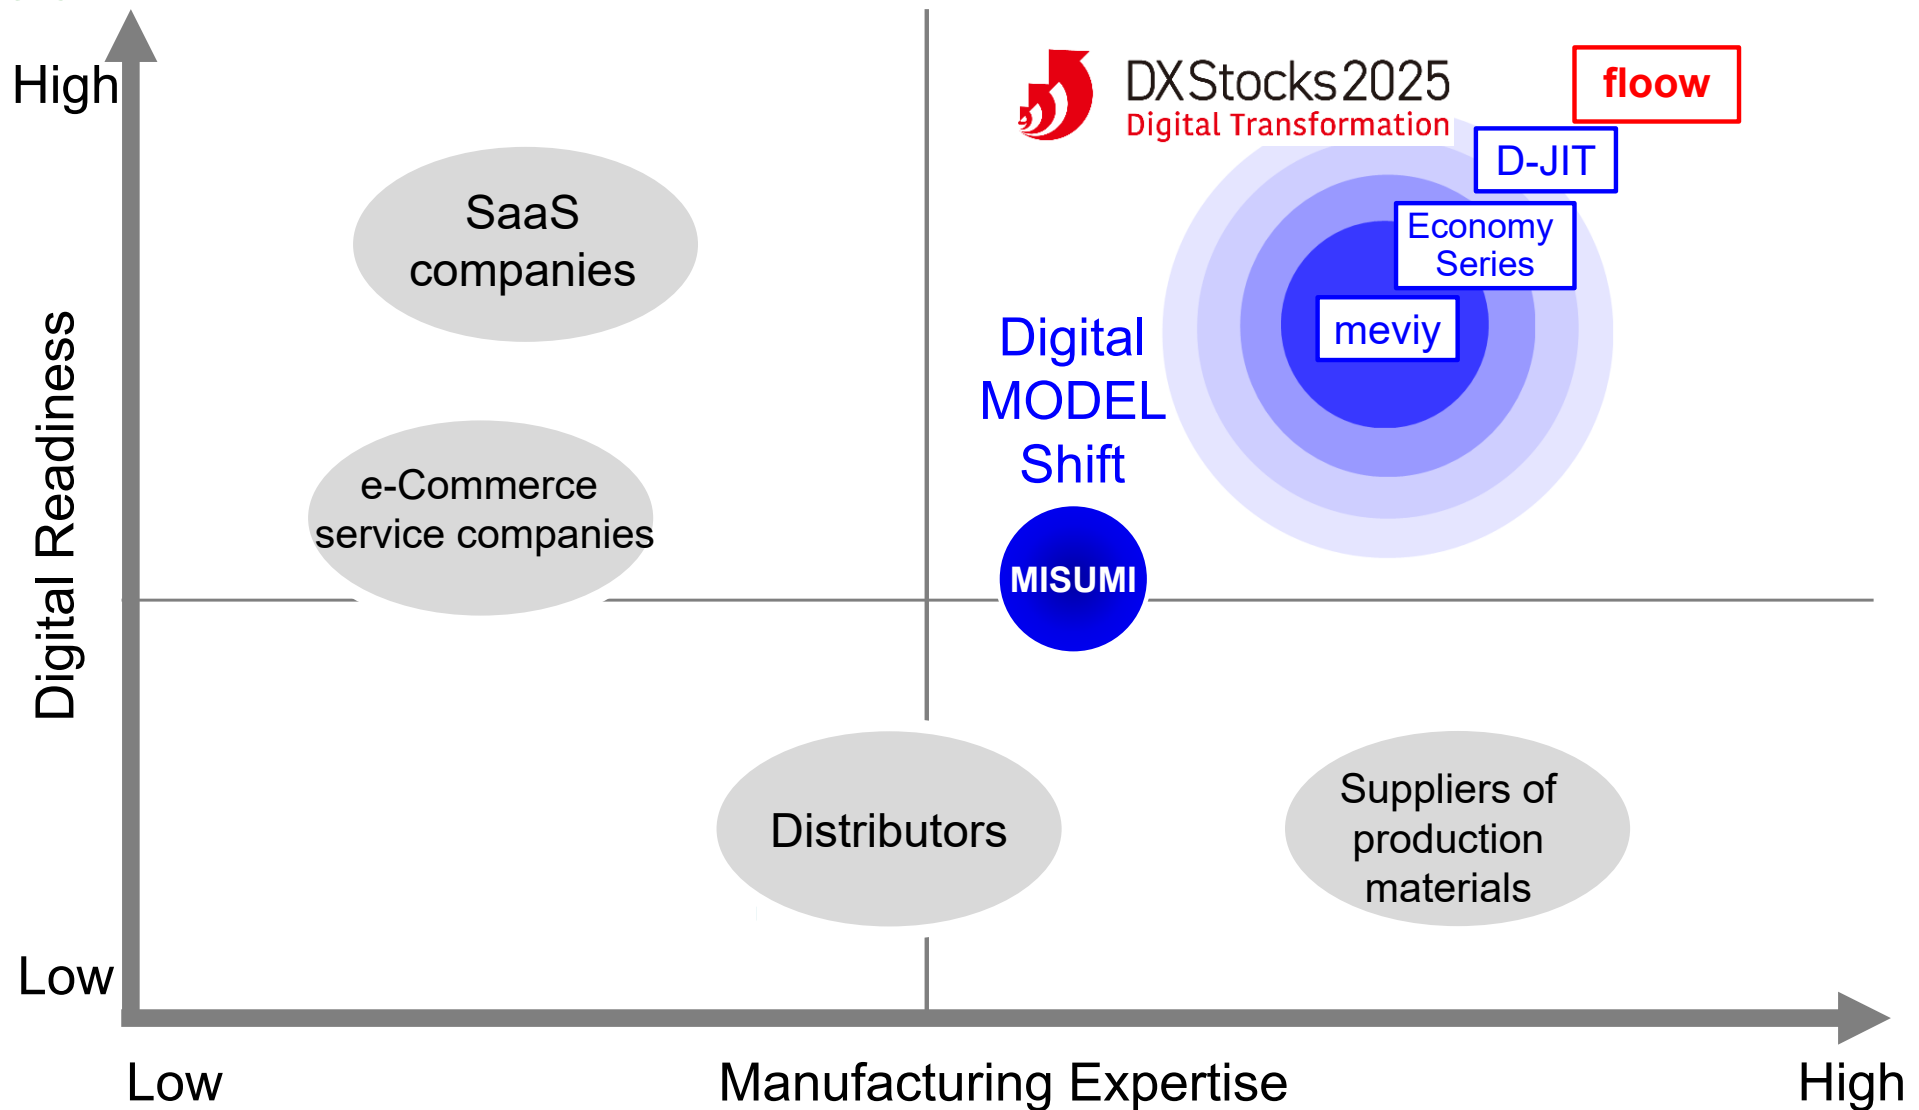 High
DXStocks2025
Digital Transformation
floow
D-JIT
SaaS
companies
Economy
Series
meviy
Digital
MODEL
Shift
Digital Readiness
e-Commerce
service companies
MISUMI
Distributors
Suppliers of
production
materials
Low
Low
Manufacturing Expertise
High